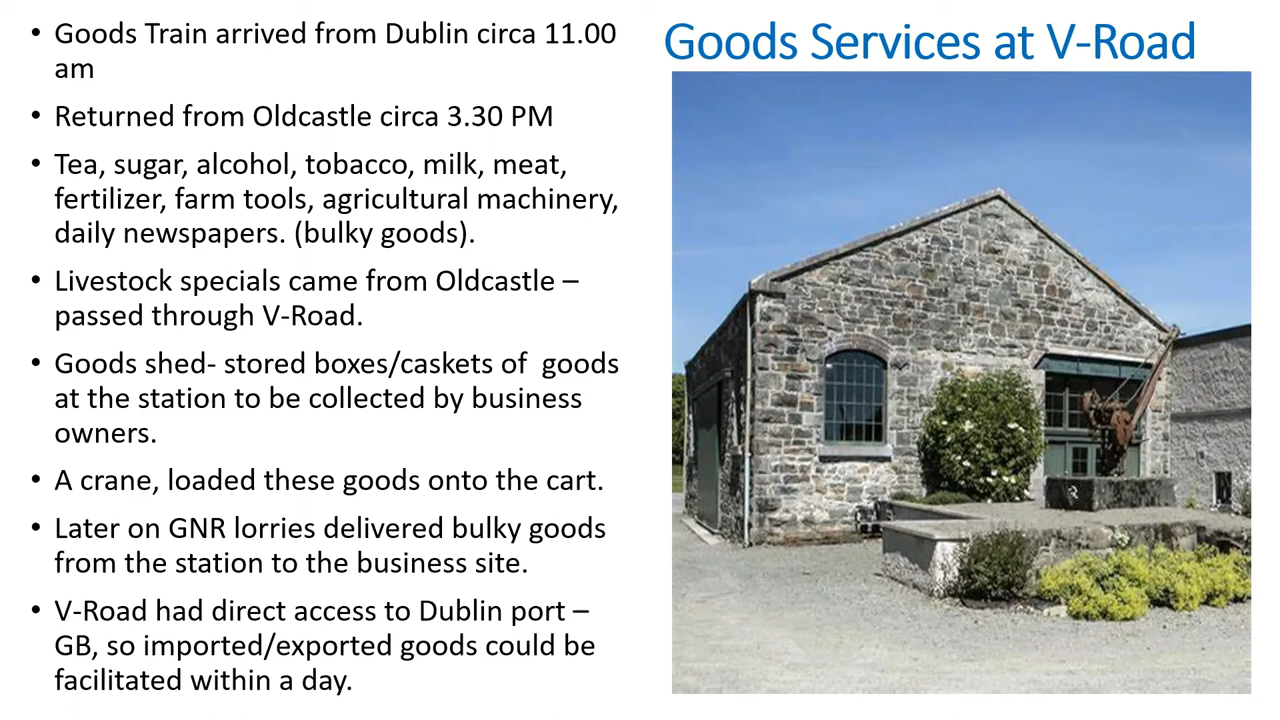 Goods Services at V-Road
• Goods Train arrived from Dublin circa 11.00
am
• Returned from Oldcastle circa 3.30 PM
• Tea, sugar, alcohol, tobacco, milk, meat,
fertilizer, farm tools, agricultural machinery,
daily newspapers. (bulky goods).
• Livestock specials came from Oldcastle –
passed through V-Road.
• Goods shed- stored boxes/caskets of  goods
at the station to be collected by business
owners.
• A crane, loaded these goods onto the cart.
• Later on GNR lorries delivered bulky goods
from the station to the business site.
• V-Road had direct access to Dublin port –
GB, so imported/exported goods could be
facilitated within a day.